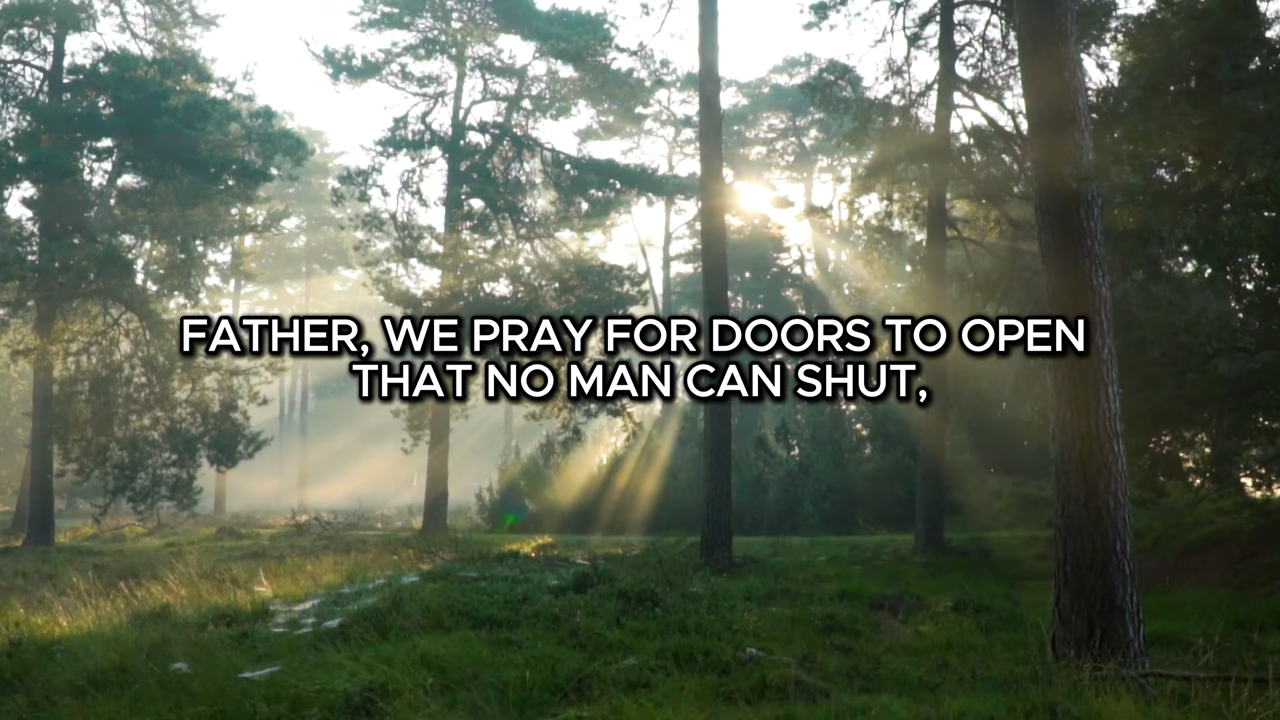 FATHER, WE PRAY FOR DOORS TO OPEN
THAT NO MAN CAN SHUT,